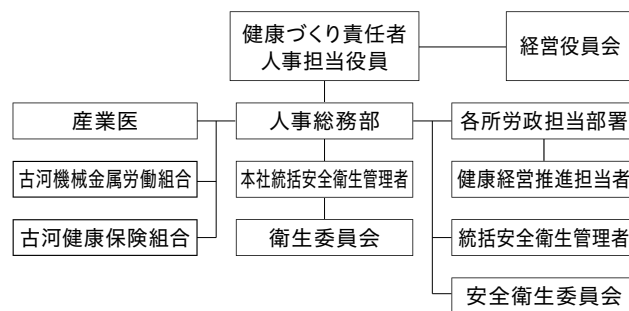 健康づくり責任者
人事担当役員
経営役員会
産業医
人事総務部
各所労政担当部署
古河機械金属労働組合
本社統括安全衛生管理者
健康経営推進担当者
古河健康保険組合
衛生委員会
統括安全衛生管理者
安全衛生委員会